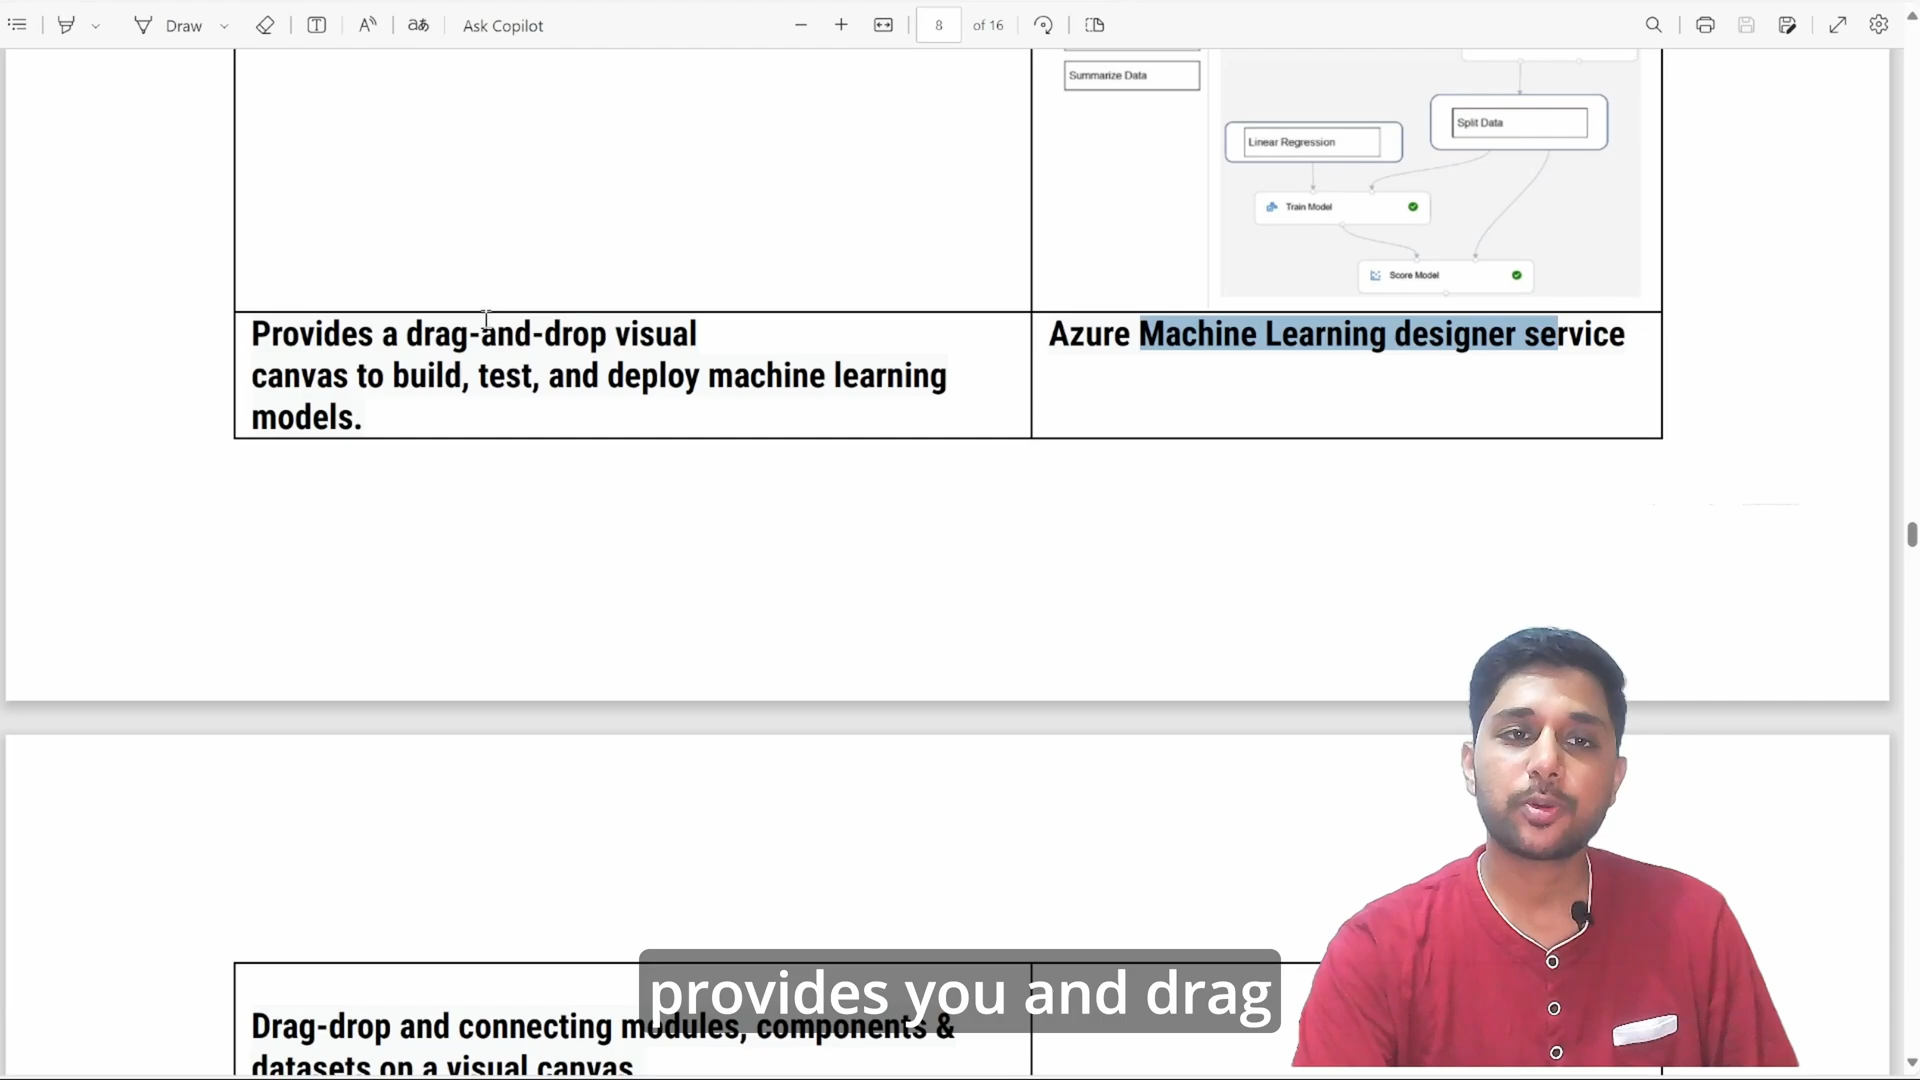 Draw
aあ
Ask Copilot
8
of 16
Summarize Data
Split Data
Linear Regression
Train Model
Score Model
Provides a drag-and-drop visual
canvas to build, test, and deploy machine learning
models.
Azure Machine Learning designer service
provides you and drag
Drag-drop and connecting modules, components &
datasets on a visual canvas